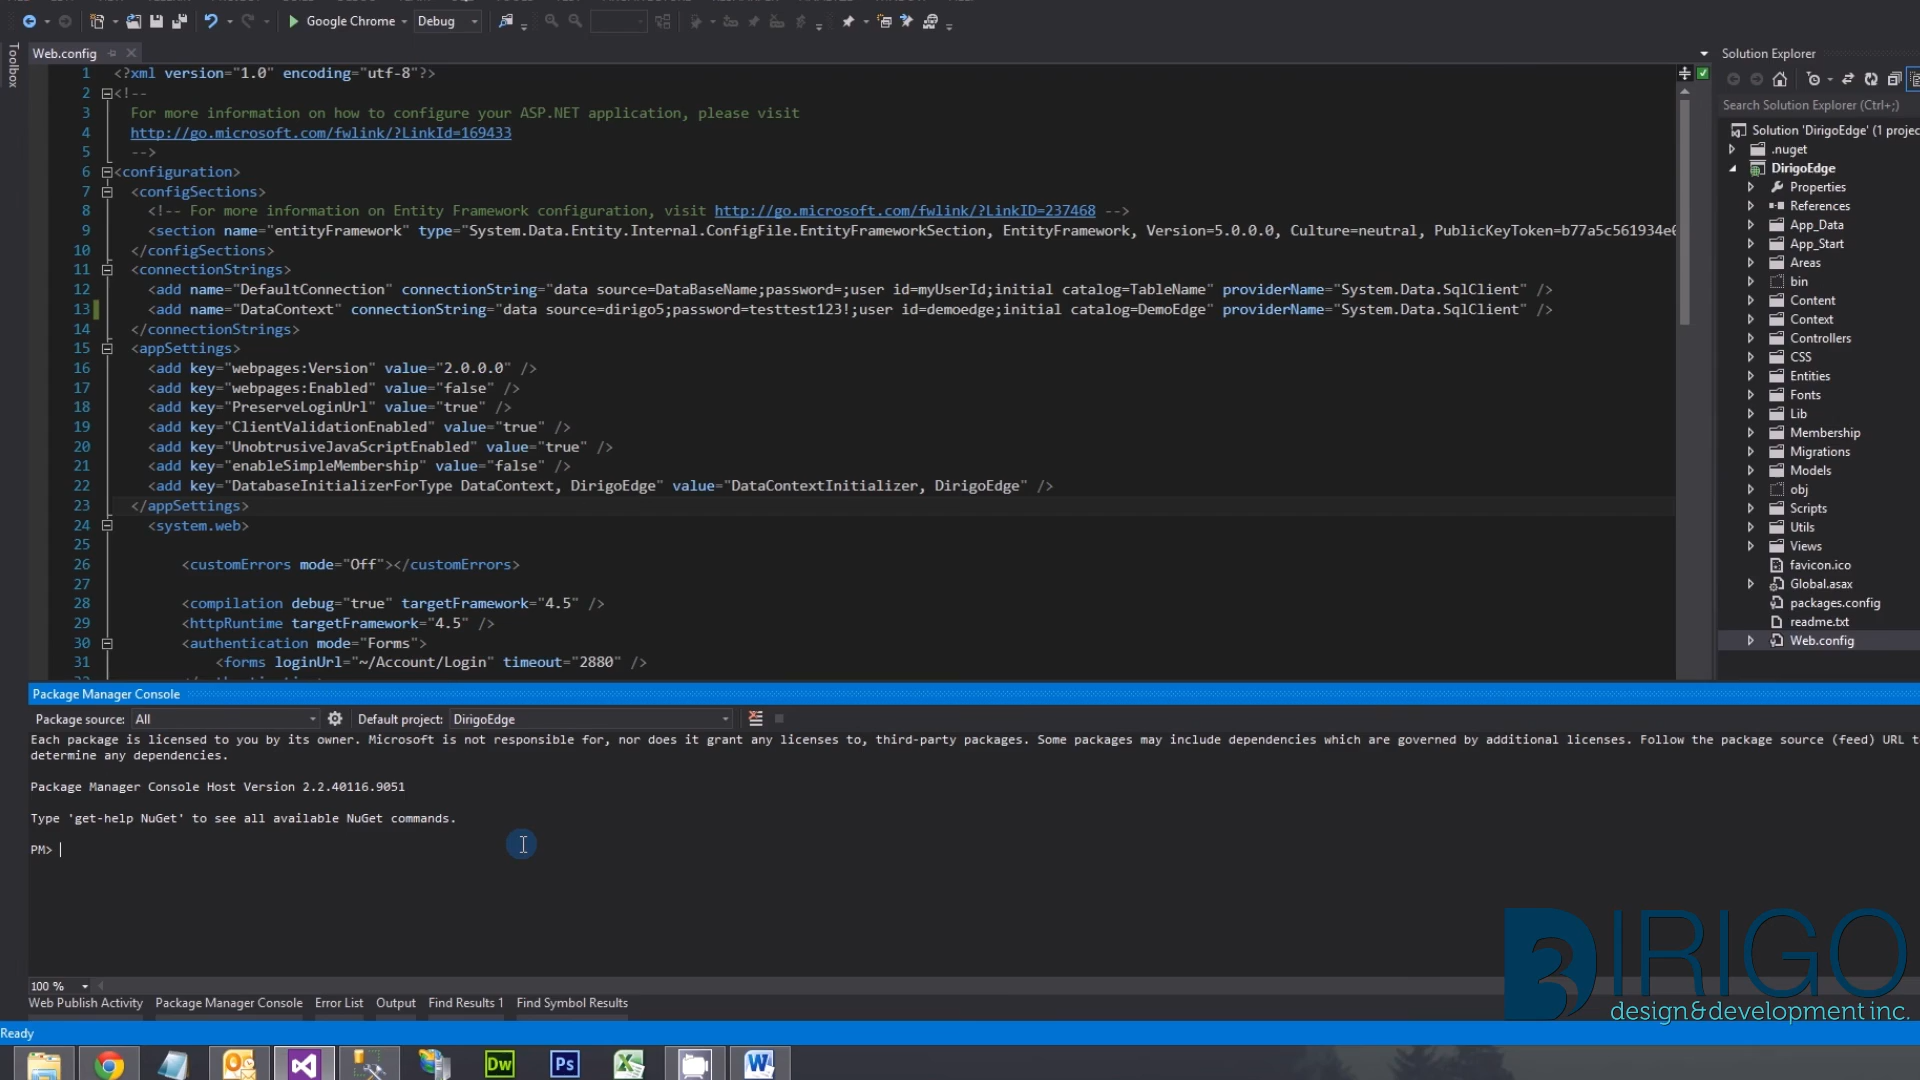 Google Chrome
Debug
Toolbox
Web.config
1 <?xml version="1.0" encoding="utf-8"?>
2 <!--
3 For more information on how to configure your ASP.NET application, please visit
4 http://go.microsoft.com/fwlink/?LinkId=169433
5 -->
6 <configuration>
7 <configSections>
8 <!-- For more information on Entity Framework configuration, visit http://go.microsoft.com/fwlink/?LinkID=237468 -->
9 <section name="entityFramework" type="System.Data.Entity.Internal.ConfigFile.EntityFrameworkSection, EntityFramework, Version=5.0.0.0, Culture=neutral, PublicKeyToken=b77a5c561934e0
10 </configSections>
11 <connectionStrings>
12 <add name="DefaultConnection" connectionString="data source=DataBaseName;password=;user id=myUserId;initial catalog=TableName" providerName="System.Data.SqlClient" />
13 <add name="DataContext" connectionString="data source=dirigo5;password=testtest123!;user id=demoedge;initial catalog=DemoEdge" providerName="System.Data.SqlClient" />
14 </connectionStrings>
15 <appSettings>
16 <add key="webpages:Version" value="2.0.0.0" />
17 <add key="webpages:Enabled" value="false" />
18 <add key="PreserveLoginUrl" value="true" />
19 <add key="ClientValidationEnabled" value="true" />
20 <add key="UnobtrusiveJavaScriptEnabled" value="true" />
21 <add key="enableSimpleMembership" value="false" />
22 <add key="DatabaseInitializerForType DataContext, DirigoEdge" value="DataContextInitializer, DirigoEdge" />
23 </appSettings>
24 <system.web>
25
26 <customErrors mode="Off"></customErrors>
27
28 <compilation debug="true" targetFramework="4.5" />
29 <httpRuntime targetFramework="4.5" />
30 <authentication mode="Forms">
31 <forms loginUrl="~/Account/Login" timeout="2880" />
Solution Explorer
Search Solution Explorer (Ctrl+;)
Solution 'DirigoEdge' (1 projec
.nuget
DirigoEdge
Properties
References
App_Data
App_Start
Areas
bin
Content
Context
Controllers
CSS
Entities
Fonts
Lib
Membership
Migrations
Models
obj
Scripts
Utils
Views
favicon.ico
Global.asax
packages.config
readme.txt
Web.config
Package Manager Console
Package source: All Default project: DirigoEdge
Each package is licensed to you by its owner. Microsoft is not responsible for, nor does it grant any licenses to, third-party packages. Some packages may include dependencies which are governed by additional licenses. Follow the package source (feed) URL t
determine any dependencies.
Package Manager Console Host Version 2.2.40116.9051
Type 'get-help NuGet' to see all available NuGet commands.
PM>
100 %
Web Publish Activity Package Manager Console Error List Output Find Results 1 Find Symbol Results
Ready
DIRIGO
design&development inc.
Dw
Ps